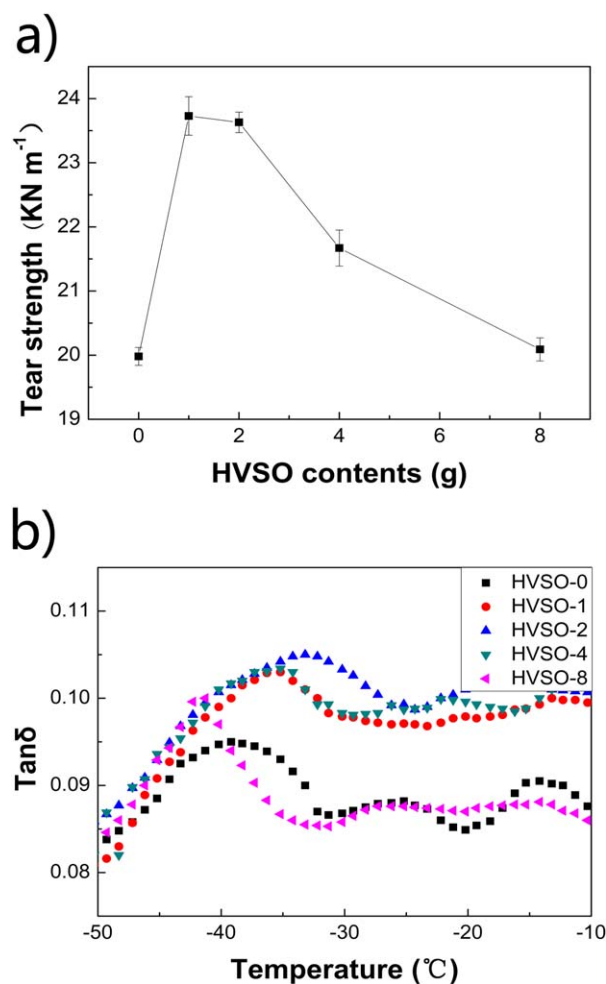 a)
24
23
22
21
20
19
Tear strength (KN m-1)
0 2 4 6 8
HVSO contents (g)
b)
HVSO-0
HVSO-1
HVSO-2
HVSO-4
HVSO-8
0.11
0.10
0.09
0.08
Tanδ
-50 -40 -30 -20 -10
Temperature (℃)